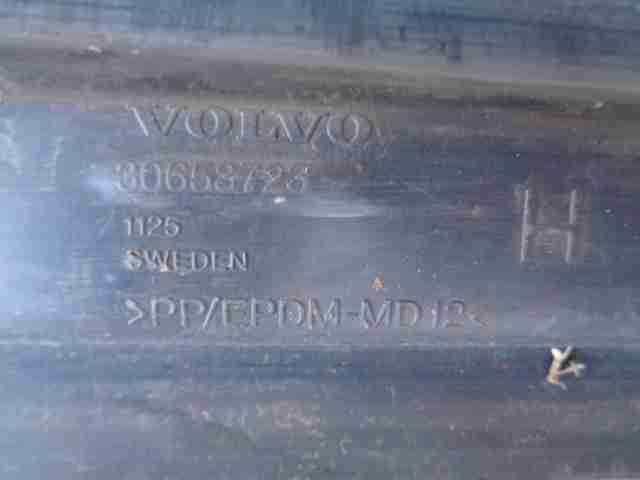 VOLVO
30658723
1125
SWEDEN
H
>PP/EPDM-MD12<